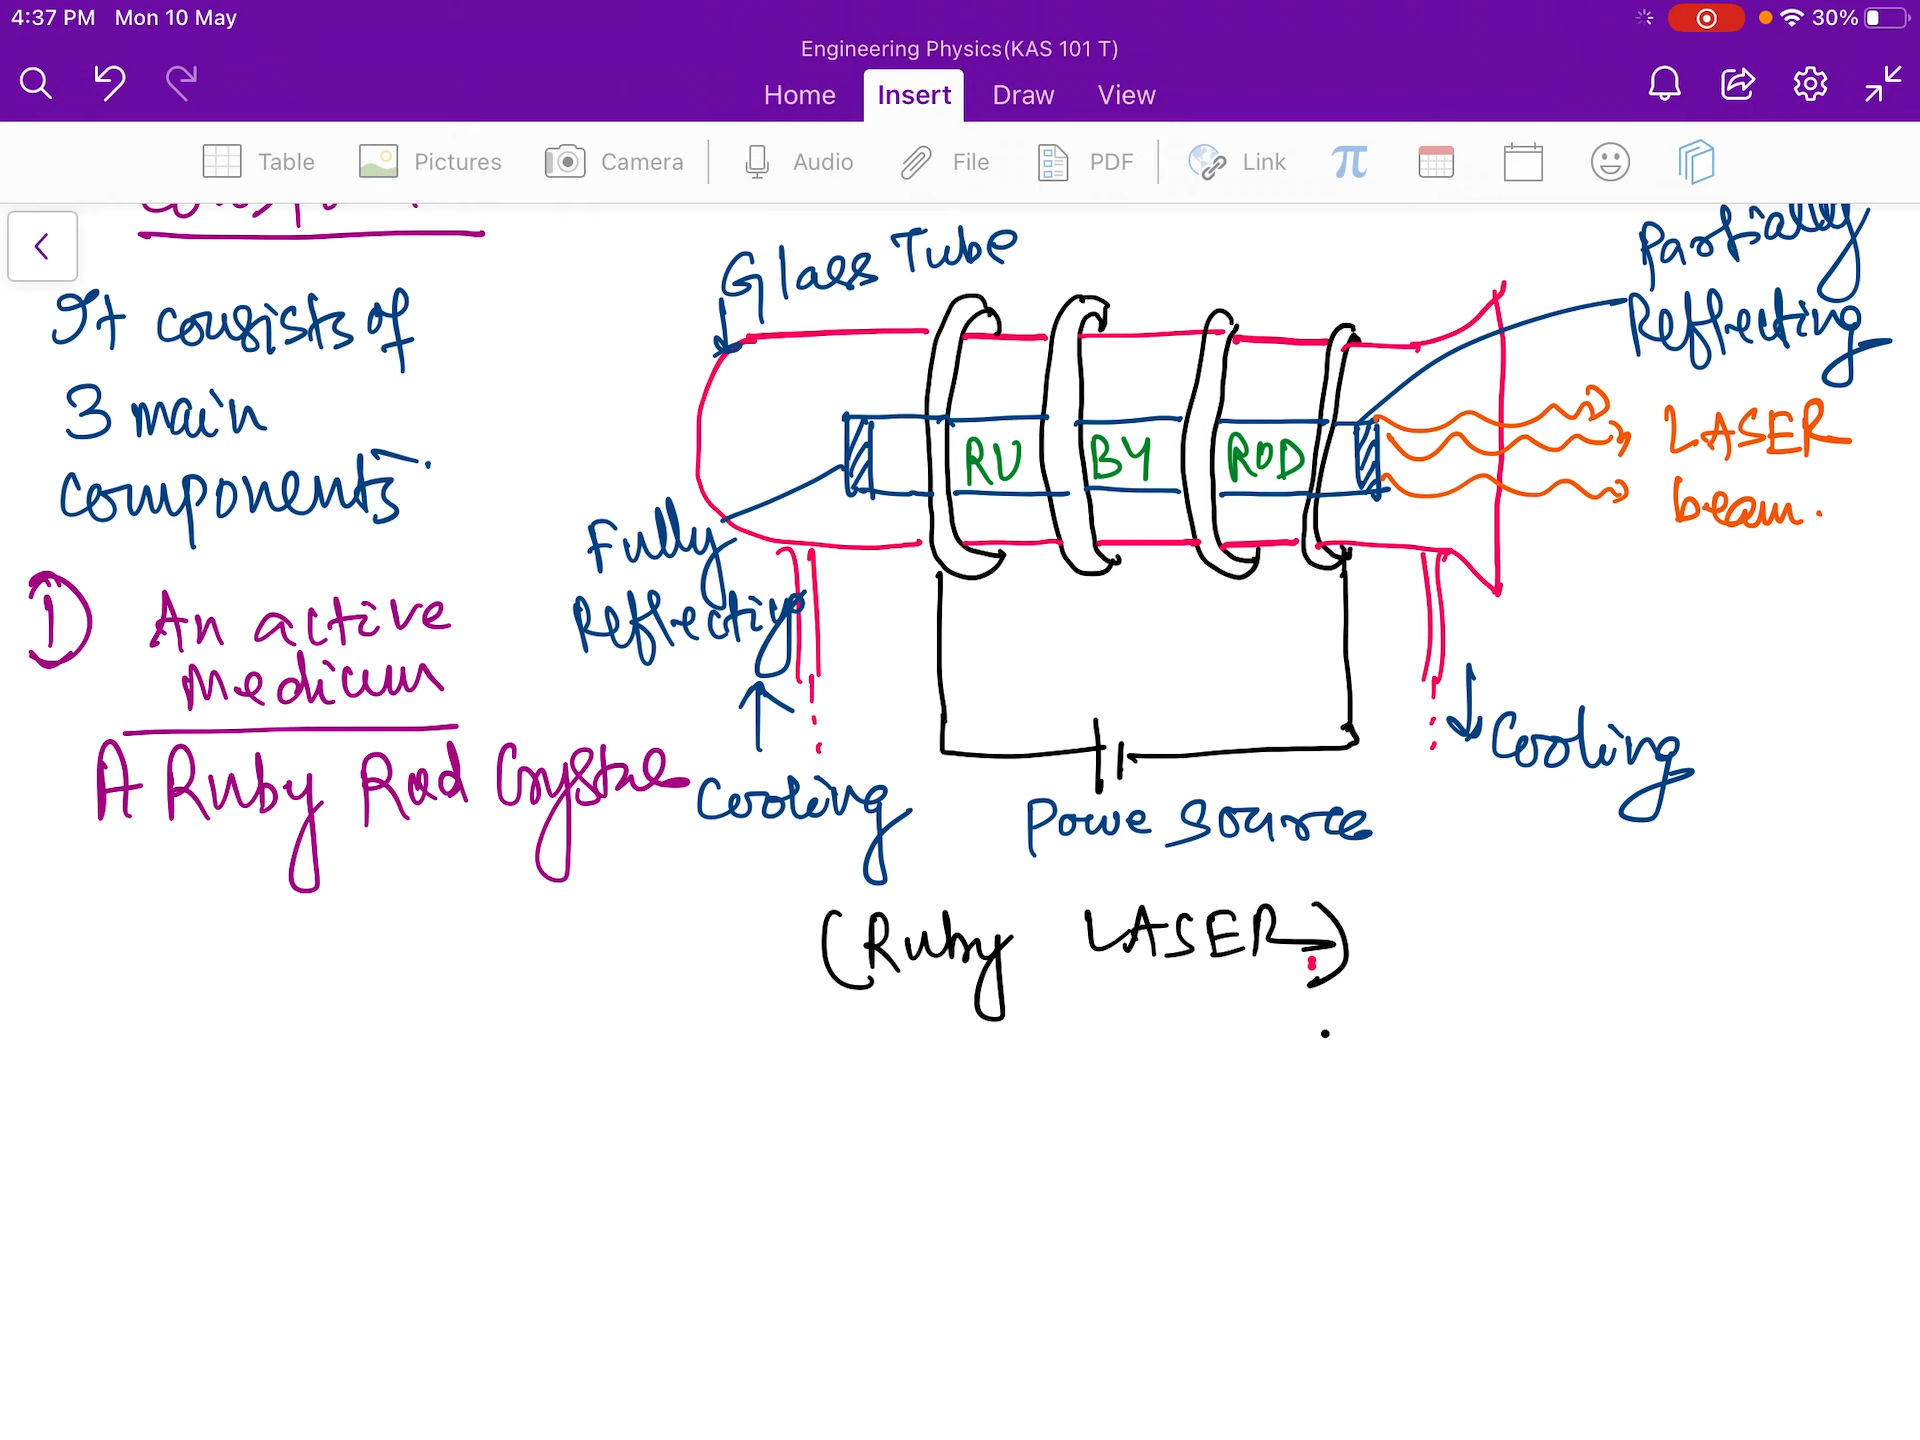 4:37 PM Mon 10 May
30%
Engineering Physics(KAS 101 T)
Home Insert Draw View
Table Pictures Camera Audio File PDF Link
It consists of
3 main
components.
1 An active
Medium
A Ruby Rod Crystal
Glass Tube
Partially
Reflecting
RU BY ROD
LASER
beam.
Fully
Reflecting
Cooling
Cooling
Powe source
(Ruby LASER)